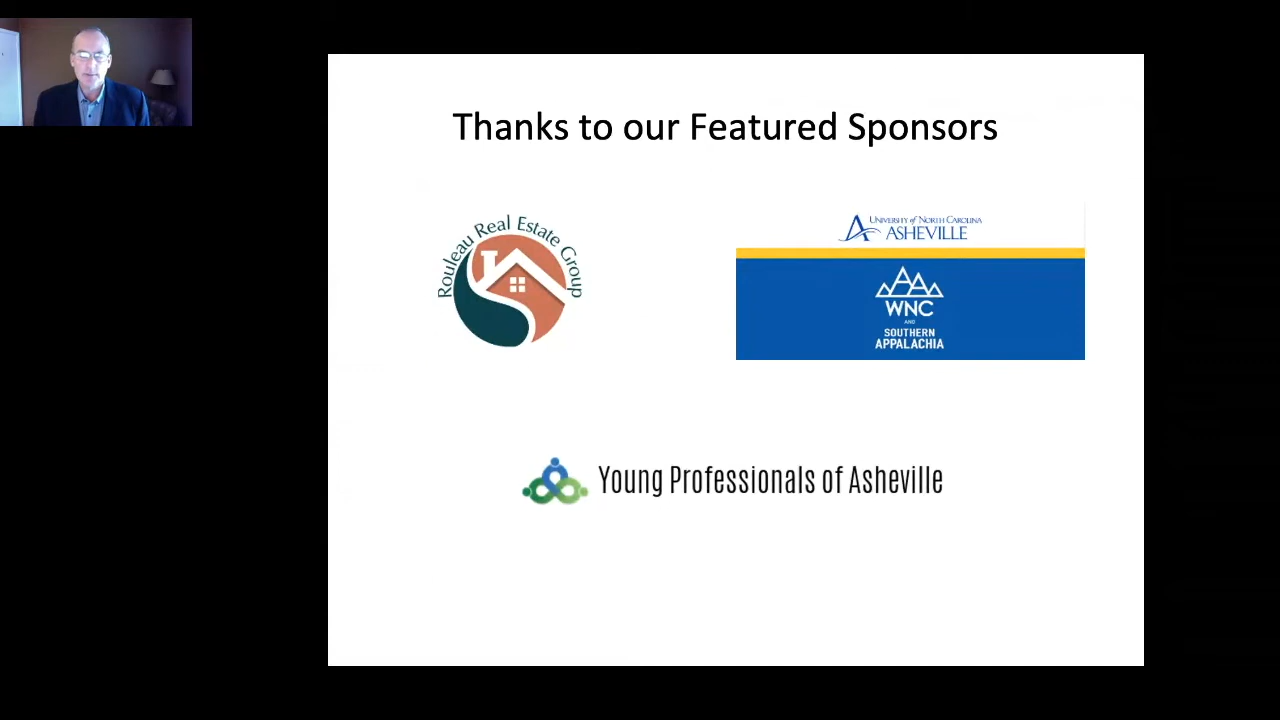 Thanks to our Featured Sponsors
Rouleau Real Estate Group
UNIVERSITY of NORTH CAROLINA
ASHEVILLE
WNC
AND
SOUTHERN
APPALACHIA
Young Professionals of Asheville